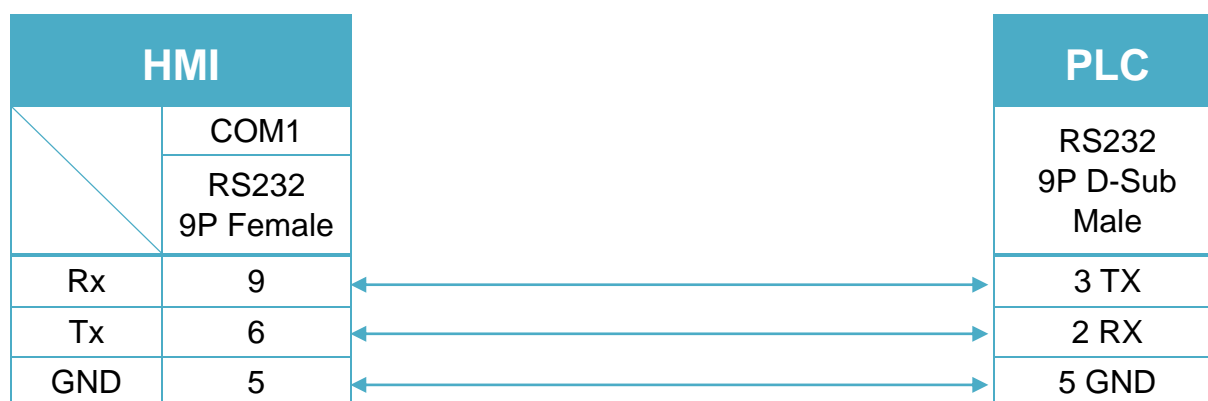 HMI
PLC
COM1
RS232
9P Female
RS232
9P D-Sub
Male
Rx 9 3 TX
Tx 6 2 RX
GND 5 5 GND